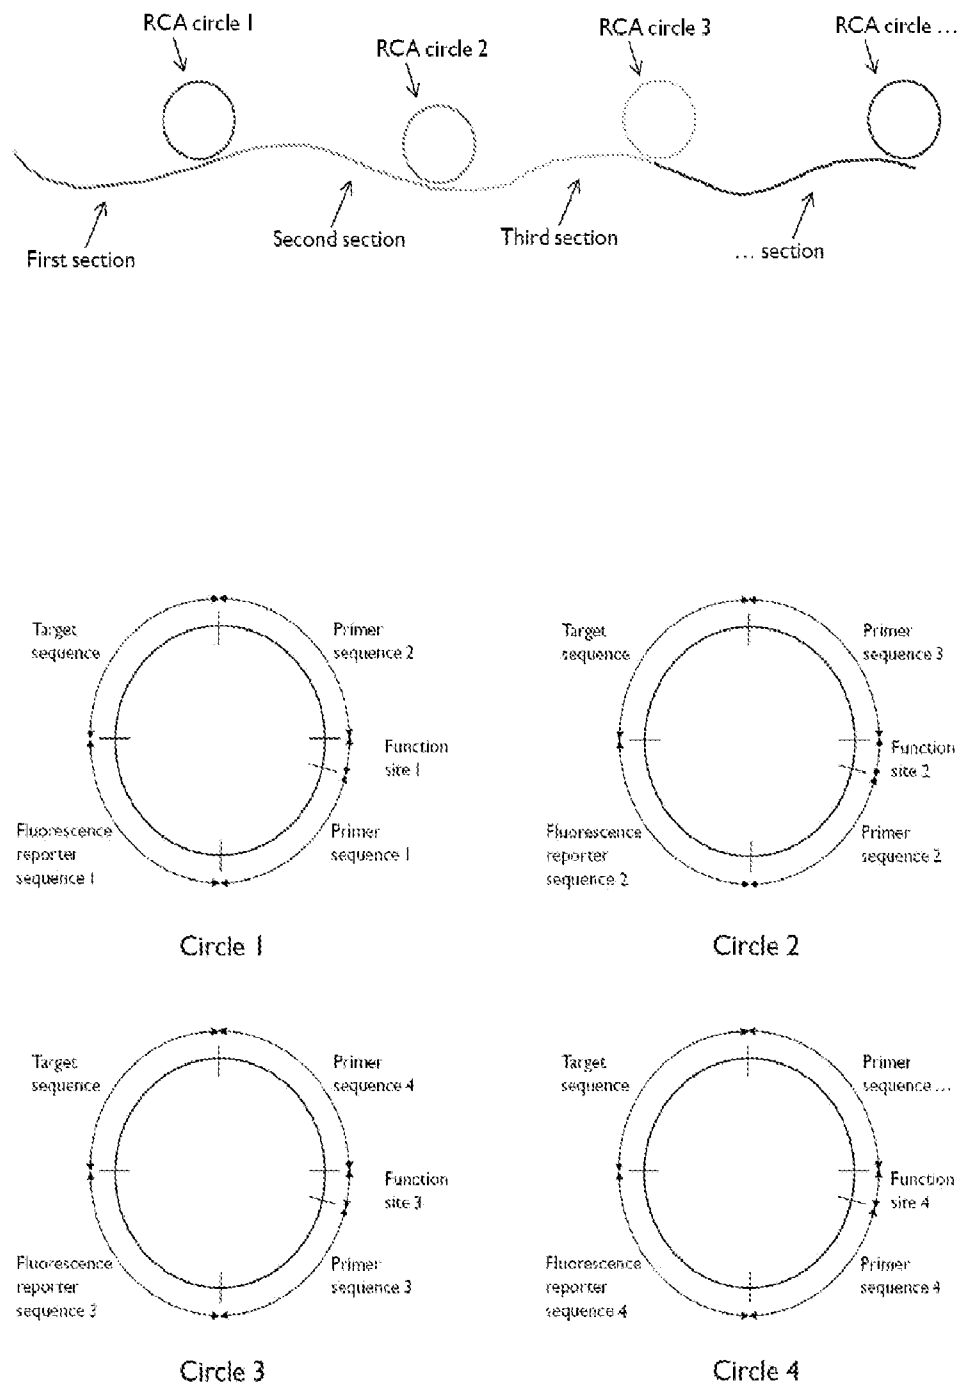 RCA circle 1
RCA circle 2
RCA circle 3
RCA circle ...
First section
Second section
Third section
... section
Target
sequence
Primer
sequence 2
Function
site 1
Fluorescence
reporter
sequence 1
Primer
sequence 1
Circle 1
Target
sequence
Primer
sequence 3
Function
site 2
Fluorescence
reporter
sequence 2
Primer
sequence 2
Circle 2
Target
sequence
Primer
sequence 4
Function
site 3
Fluorescence
reporter
sequence 3
Primer
sequence 3
Circle 3
Target
sequence
Primer
sequence ...
Function
site 4
Fluorescence
reporter
sequence 4
Primer
sequence 4
Circle 4